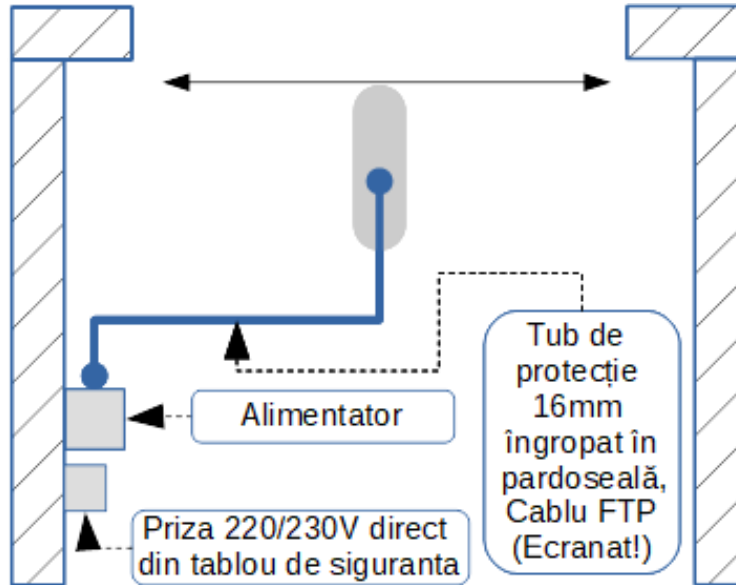 Alimentator
Tub de
protecție
16mm
îngropat în
pardoseală,
Cablu FTP
(Ecranat!)
Priza 220/230V direct
din tablou de siguranta